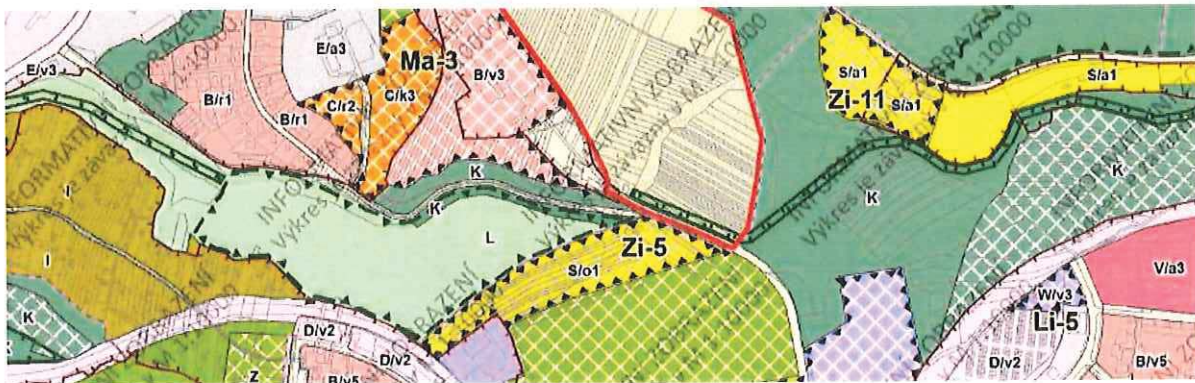 E/a3
Ma-3
E/v3
B/v3
S/a1
S/a1
B/r1
C/r2
C/k3
Zi-11
S/a1
B/r1
K
K
K
K
I
L
Zi-5
I
S/o1
V/a3
W/v3
K
Li-5
K
D/v2
D/v2
D/v2
Z
B/v5
B/v5
INFORMATIVNÍ ZOBRAZENÍ
Výkres je závazný v M 1:10000